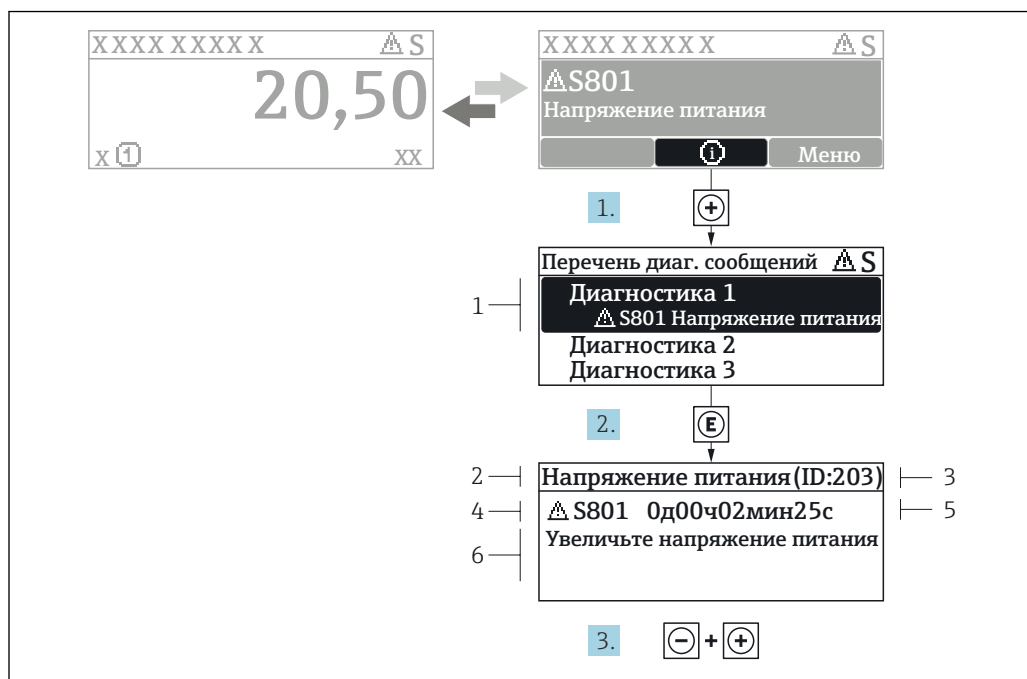 XXXX XXXXX ⚠ S
20,50
x ① xx
XXXX XXXXX ⚠ S
⚠S801
Напряжение питания
ⓘ Меню
1. +
Перечень диаг. сообщений ⚠ S
1
Диагностика 1
⚠ S801 Напряжение питания
Диагностика 2
Диагностика 3
2. E
2 Напряжение питания (ID:203) 3
4 ⚠ S801 0д00ч02мин25с 5
Увеличьте напряжение питания
6
3. - + +